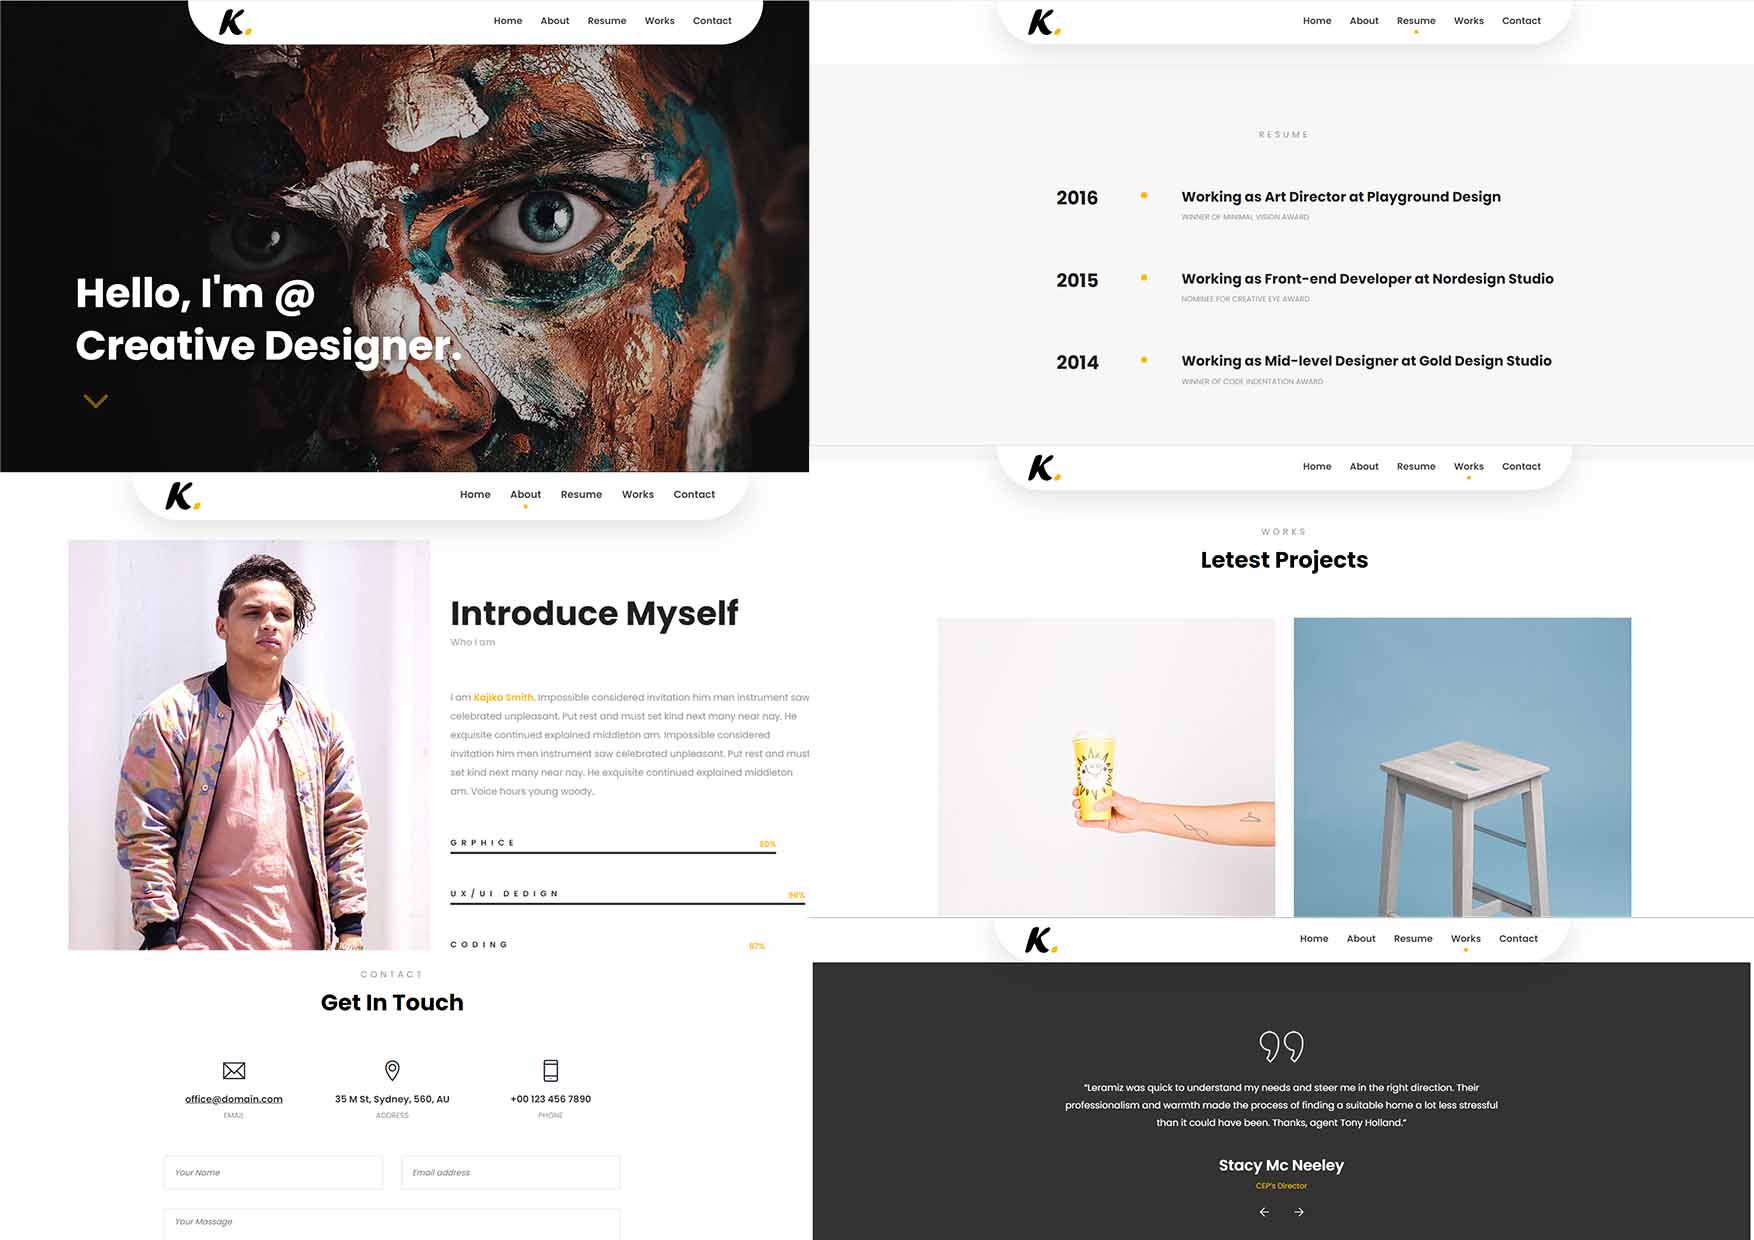 K.
Home About Resume Works Contact
Hello, I'm @
Creative Designer.
K.
Home About Resume Works Contact
Introduce Myself
Who I am
I am Kajika Smith. Impossible considered invitation him men instrument saw
celebrated unpleasant. Put rest and must set kind next many near nay. He
exquisite continued explained middleton am. Impossible considered
invitation him men instrument saw celebrated unpleasant. Put rest and must
set kind next many near nay. He exquisite continued explained middleton
am. Voice hours young woody.
GRPHICE 80%
UX/UI DEDIGN 98%
CODING 87%
CONTACT
Get In Touch
office@domain.com
EMAIL
35 M St, Sydney, 560, AU
ADDRESS
+00 123 456 7890
PHONE
Your Name
Email address
Your Massage
K.
Home About Resume Works Contact
RESUME
2016
Working as Art Director at Playground Design
WINNER OF MINIMAL VISION AWARD
2015
Working as Front-end Developer at Nordesign Studio
NOMINEE FOR CREATIVE EYE AWARD
2014
Working as Mid-level Designer at Gold Design Studio
WINNER OF CODE INDENTATION AWARD
K.
Home About Resume Works Contact
WORKS
Letest Projects
K.
Home About Resume Works Contact
"Leramiz was quick to understand my needs and steer me in the right direction. Their
professionalism and warmth made the process of finding a suitable home a lot less stressful
than it could have been. Thanks, agent Tony Holland."
Stacy Mc Neeley
CEP's Director